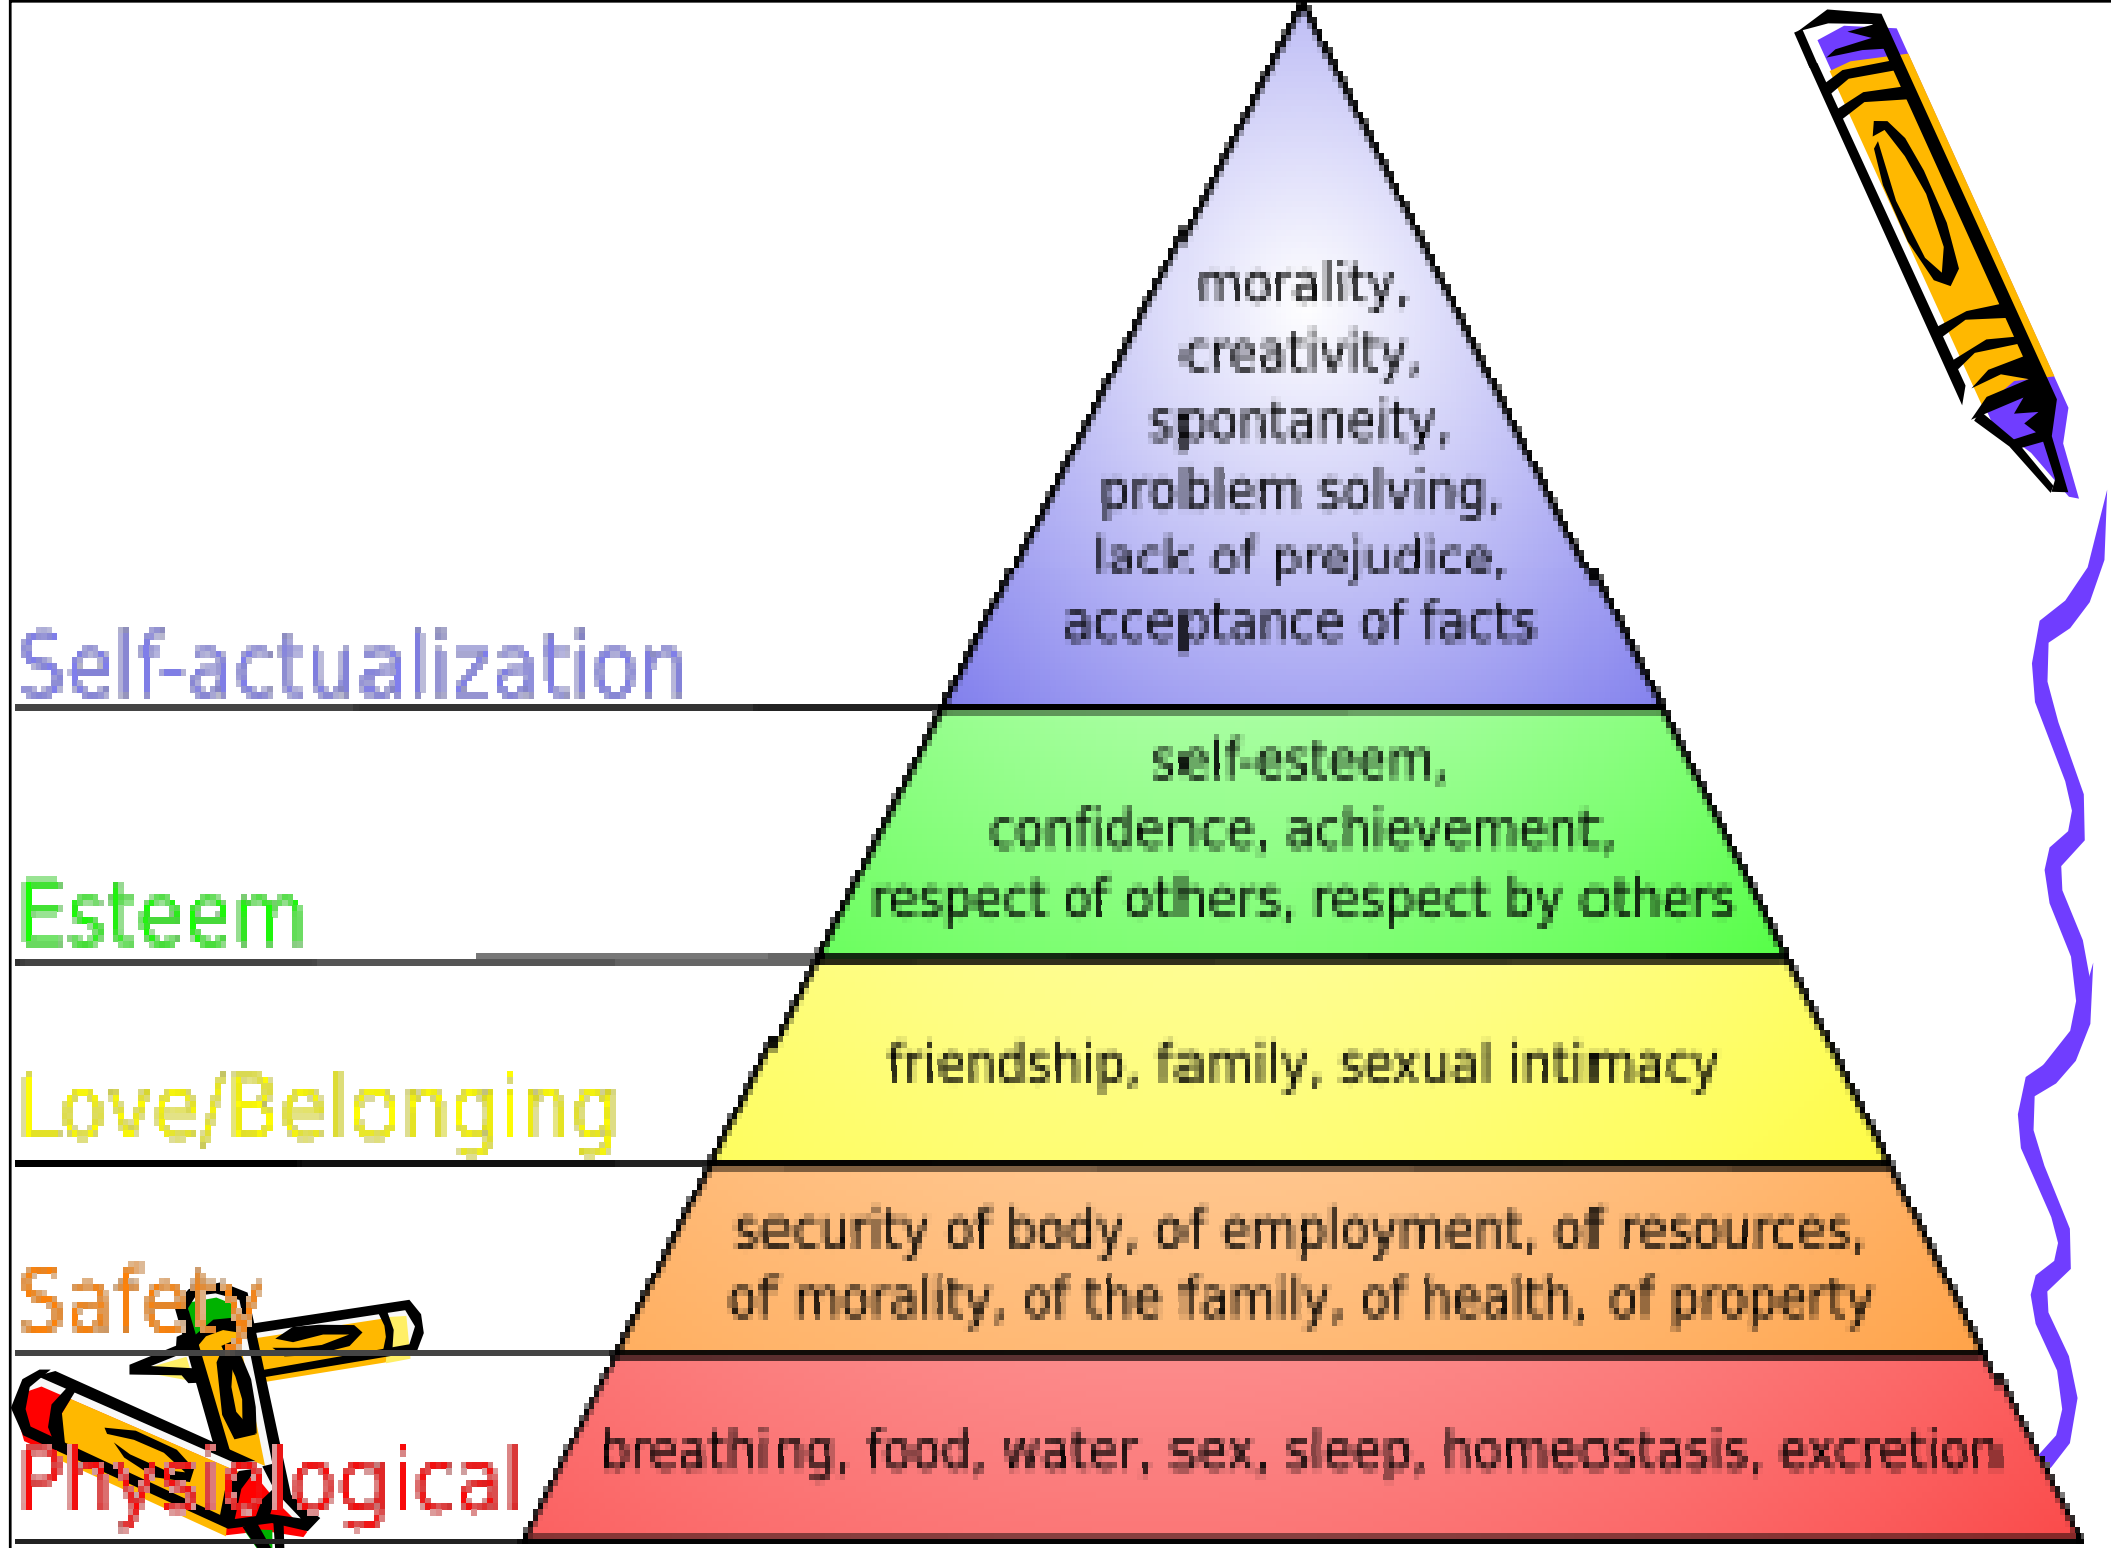 morality,
creativity,
spontaneity,
problem solving,
lack of prejudice,
acceptance of facts
Self-actualization
self-esteem,
confidence, achievement,
respect of others, respect by others
Esteem
friendship, family, sexual intimacy
Love/Belonging
security of body, of employment, of resources,
of morality, of the family, of health, of property
Safety
breathing, food, water, sex, sleep, homeostasis, excretion
Physiological